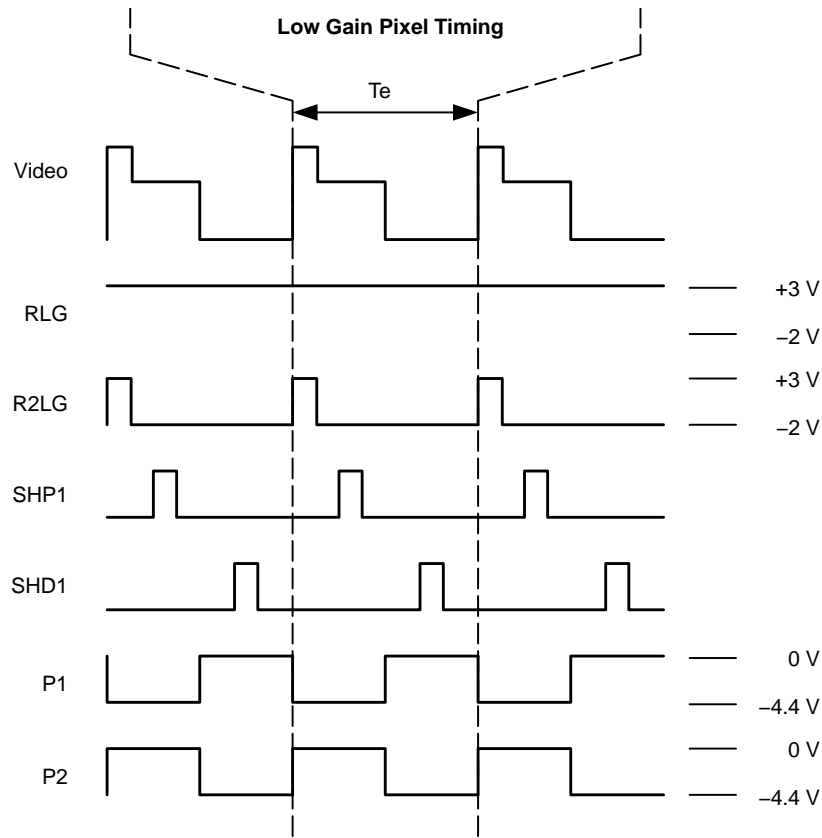 Low Gain Pixel Timing
Te
Video
RLG
+3 V
−2 V
R2LG
+3 V
−2 V
SHP1
SHD1
P1
0 V
−4.4 V
P2
0 V
−4.4 V